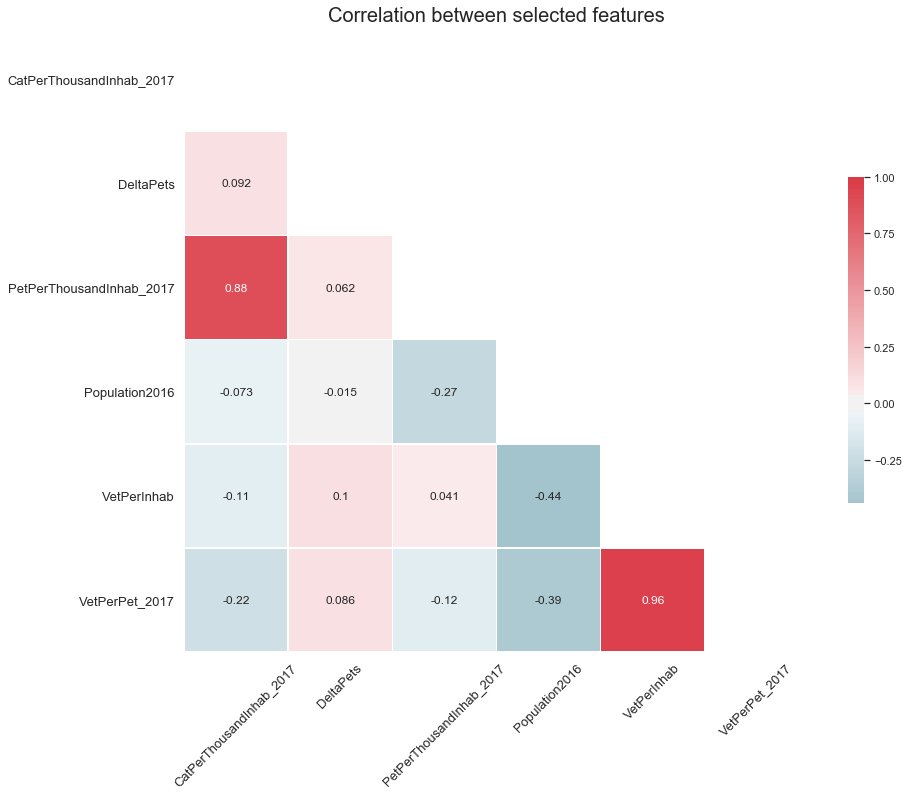 Correlation between selected features
CatPerThousandInhab_2017
DeltaPets
0.092
PetPerThousandInhab_2017
0.88
0.062
Population2016
-0.073
-0.015
-0.27
VetPerInhab
-0.11
0.1
0.041
-0.44
VetPerPet_2017
-0.22
0.086
-0.12
-0.39
0.96
CatPerThousandInhab_2017
DeltaPets
PetPerThousandInhab_2017
Population2016
VetPerInhab
VetPerPet_2017
1.00
0.75
0.50
0.25
0.00
−0.25